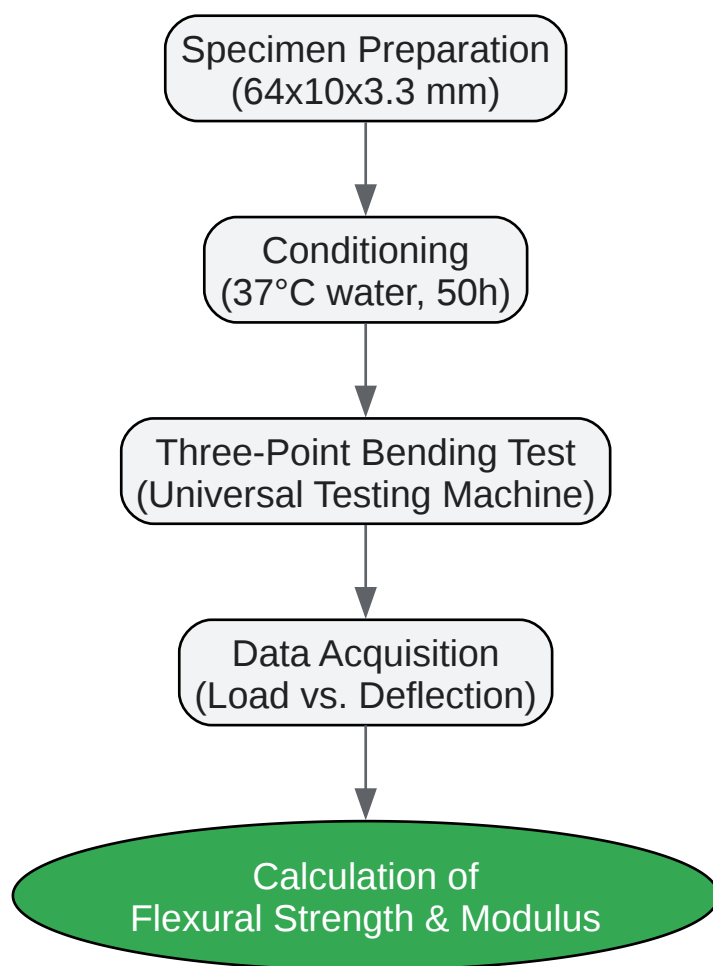 Specimen Preparation
(64x10x3.3 mm)
Conditioning
(37°C water, 50h)
Three-Point Bending Test
(Universal Testing Machine)
Data Acquisition
(Load vs. Deflection)
Calculation of
Flexural Strength & Modulus